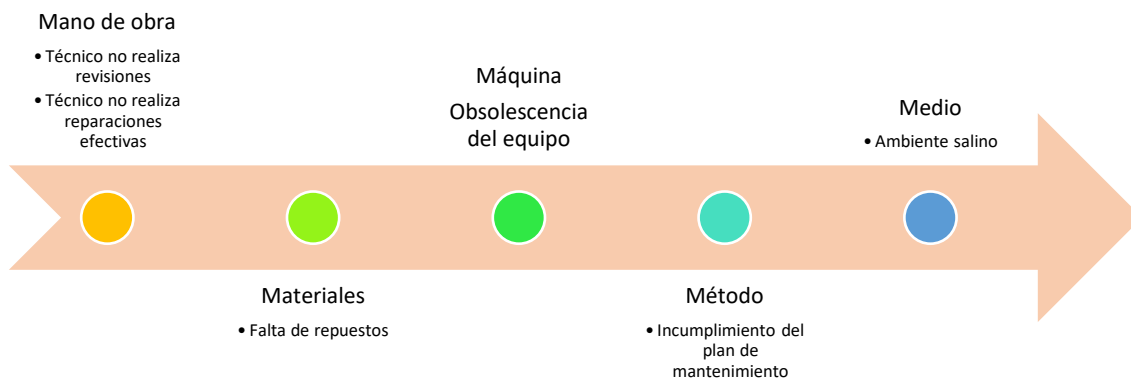 Mano de obra
• Técnico no realiza
revisiones
• Técnico no realiza
reparaciones
efectivas
Materiales
• Falta de repuestos
Máquina
Obsolescencia
del equipo
Método
• Incumplimiento del
plan de
mantenimiento
Medio
• Ambiente salino